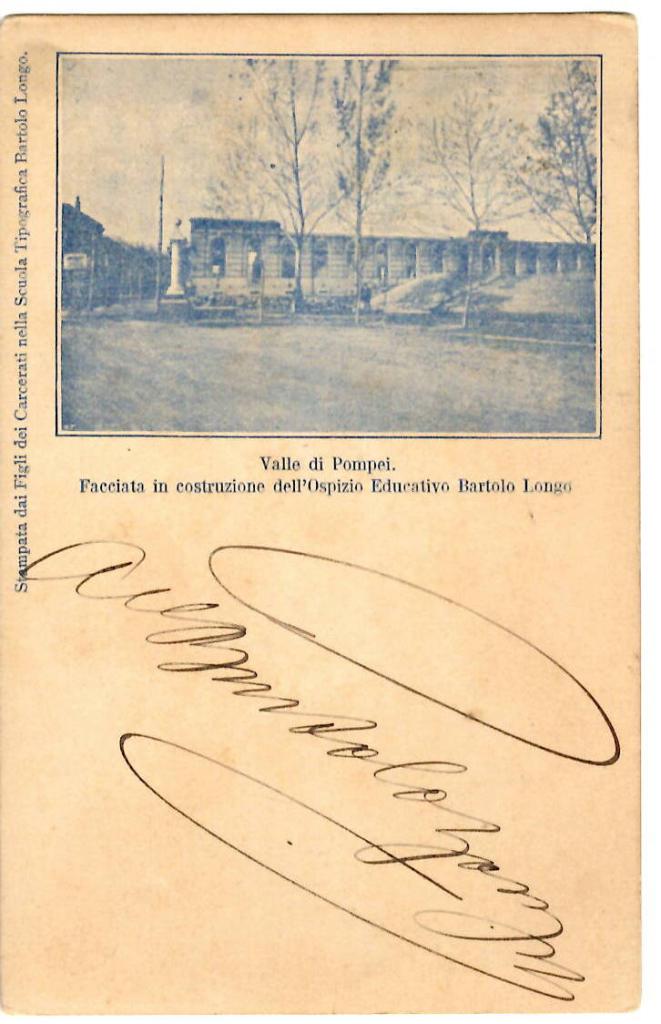 Stampata dai Figli dei Carcerati nella Scuola Tipografica Bartolo Longo.
Valle di Pompei.
Facciata in costruzione dell'Ospizio Educativo Bartolo Longo